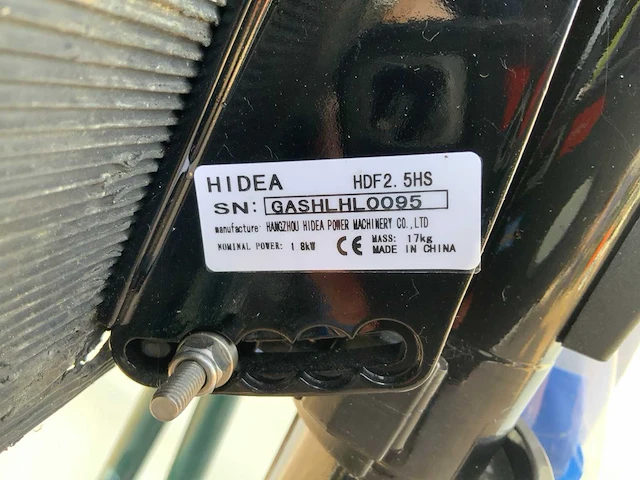 HIDEA HDF2.5HS
SN: GASHLHL0095
manufacture: HANGZHOU HIDEA POWER MACHINERY CO.,LTD
NOMINAL POWER: 1.8kW CE MASS: 17kg
MADE IN CHINA